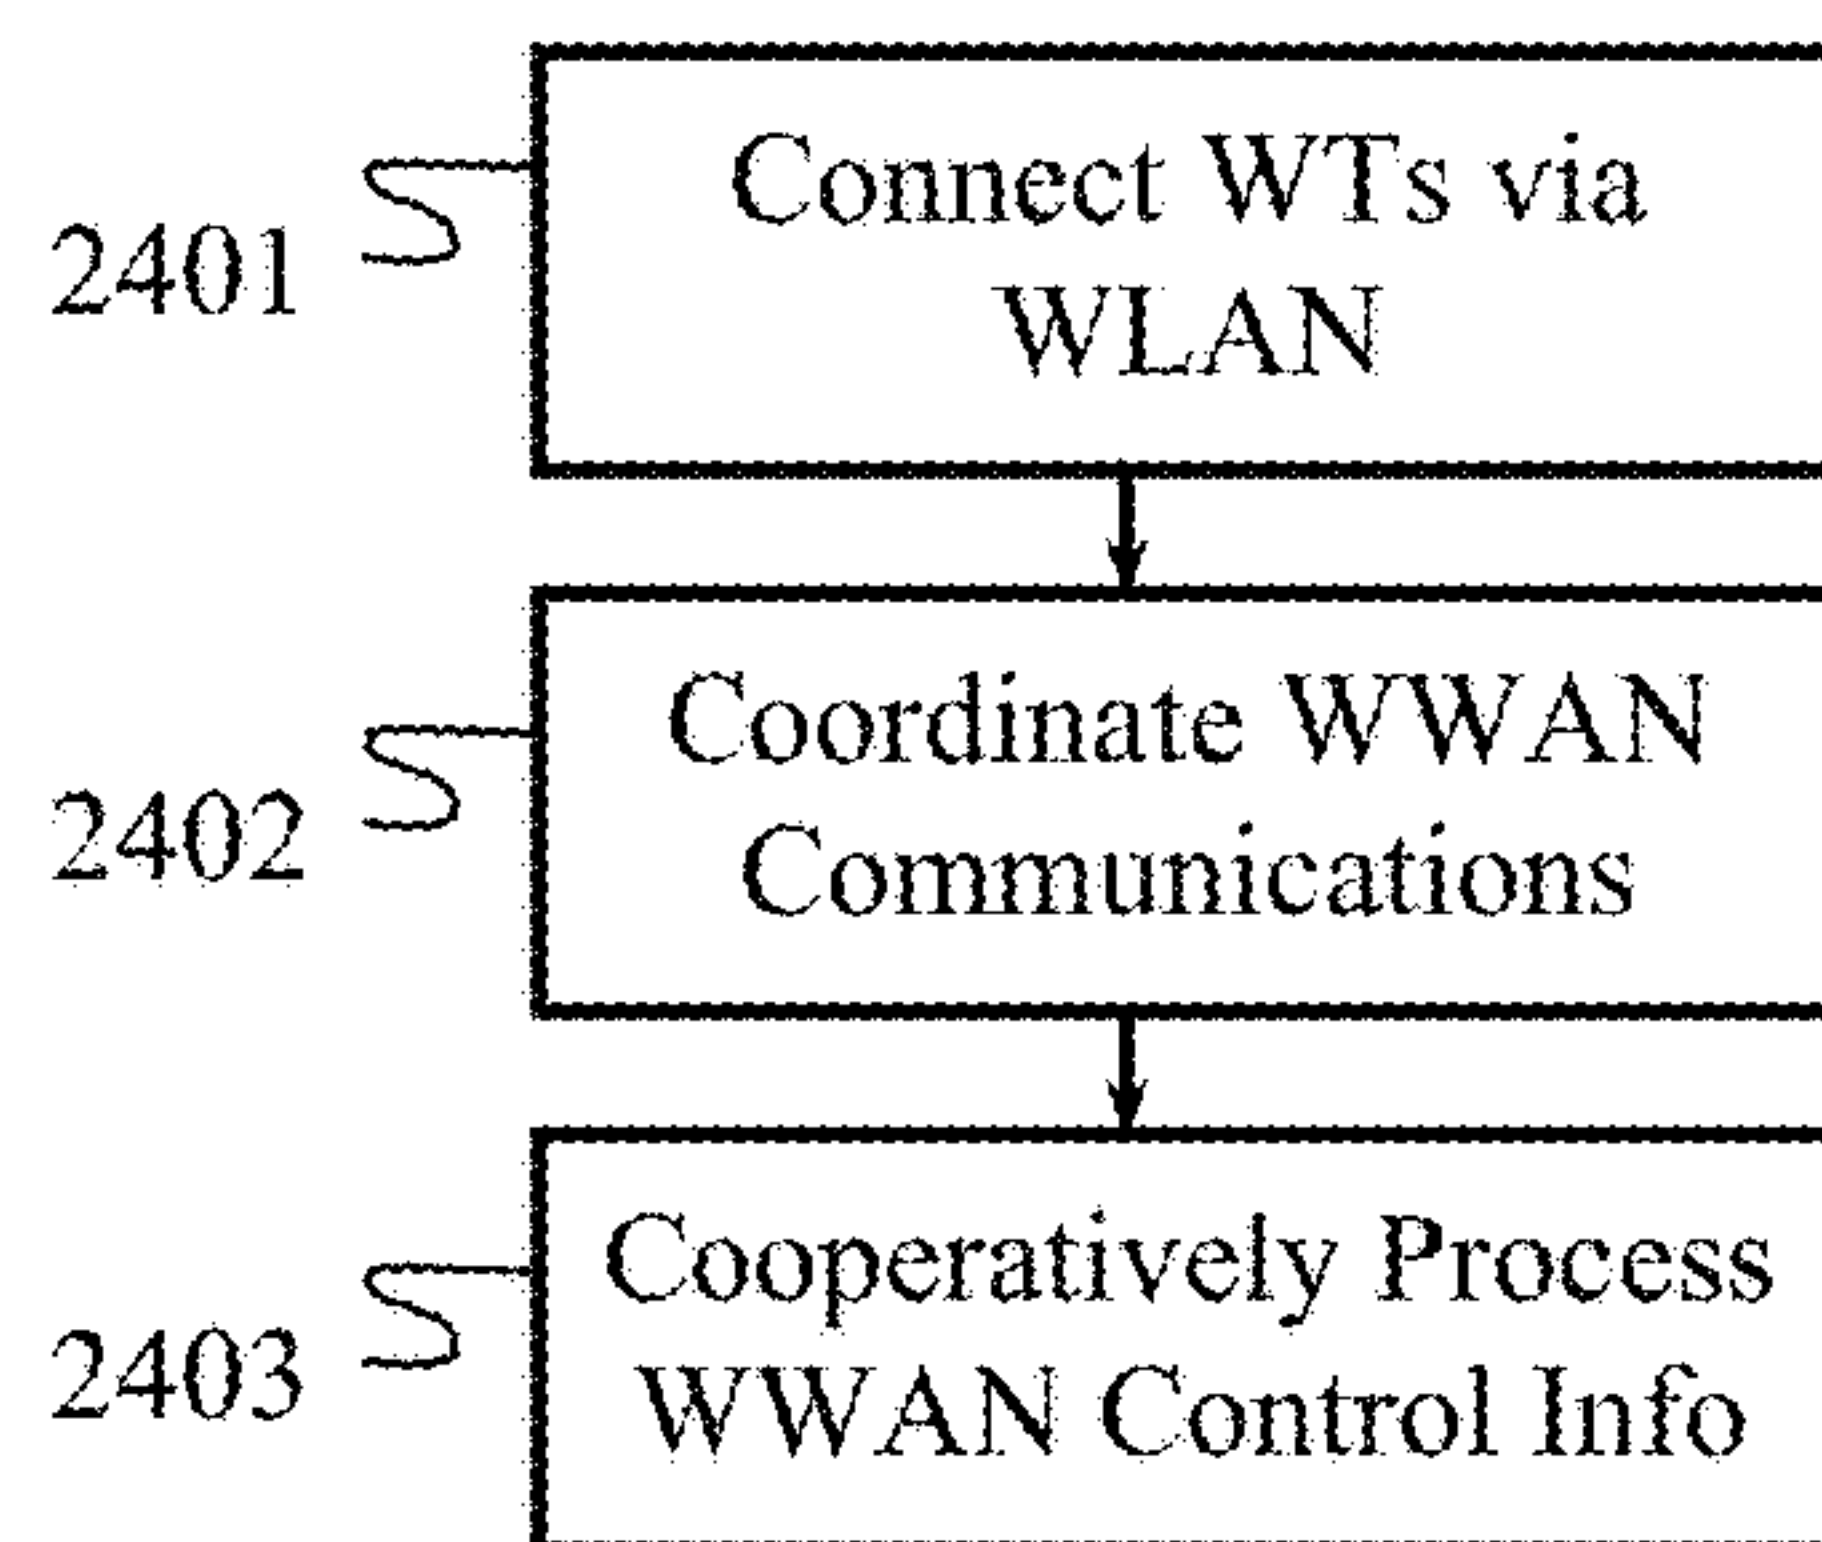 2401
Connect WTs via
WLAN
2402
Coordinate WWAN
Communications
2403
Cooperatively Process
WWAN Control Info